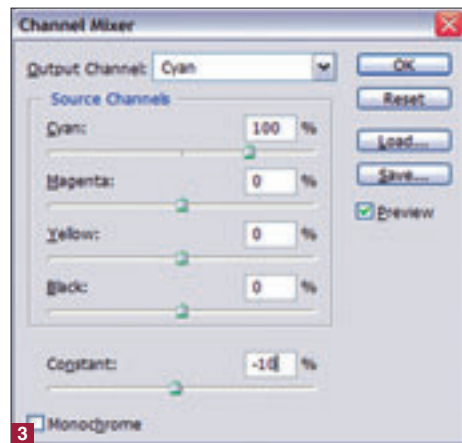 Channel Mixer
Output Channel: Cyan
OK
Reset
Load...
Save...
Preview
Source Channels
Cyan: 100 %
Magenta: 0 %
Yellow: 0 %
Black: 0 %
Constant: -10 %
Monochrome
3